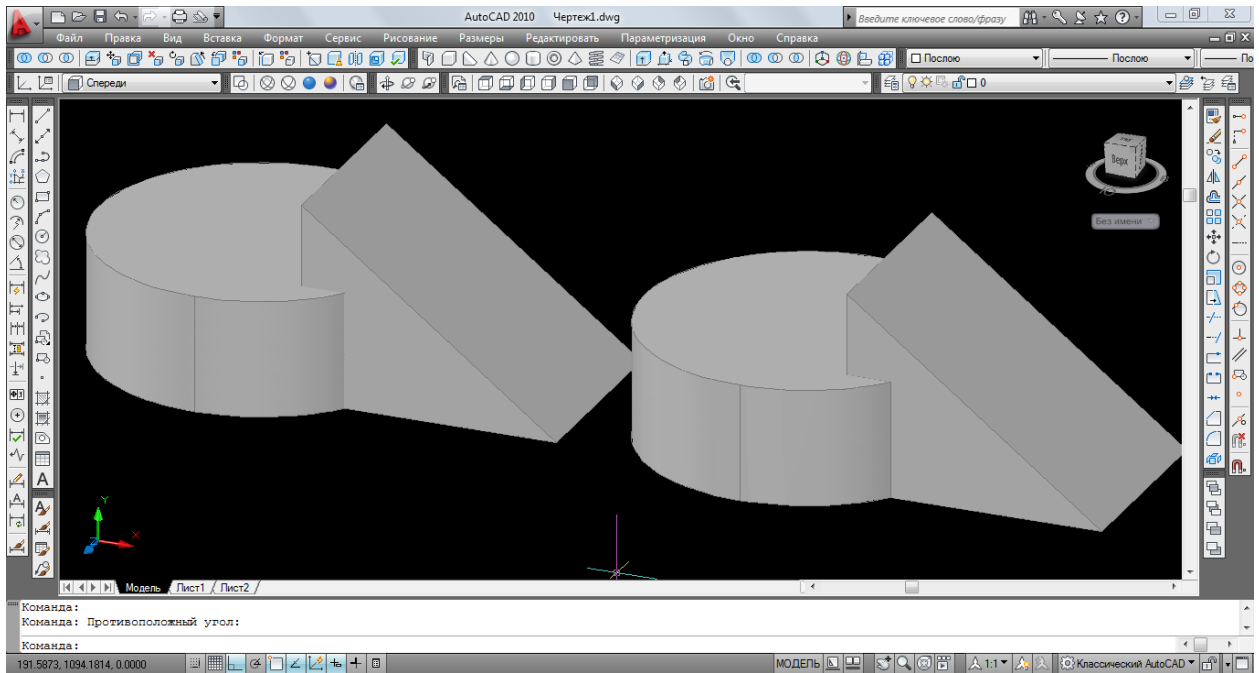 AutoCAD 2010 Чертеж1.dwg
Введите ключевое слово/фразу
Файл Правка Вид Вставка Формат Сервис Рисование Размеры Редактировать Параметризация Окно Справка
Послою Послою По
Спереди 0
Верх
Без имени
Y
X
Модель Лист1 Лист2
Команда:
Команда: Противоположный угол:
Команда:
191.5873, 1094.1814, 0.0000 МОДЕЛЬ 1:1 Классический AutoCAD